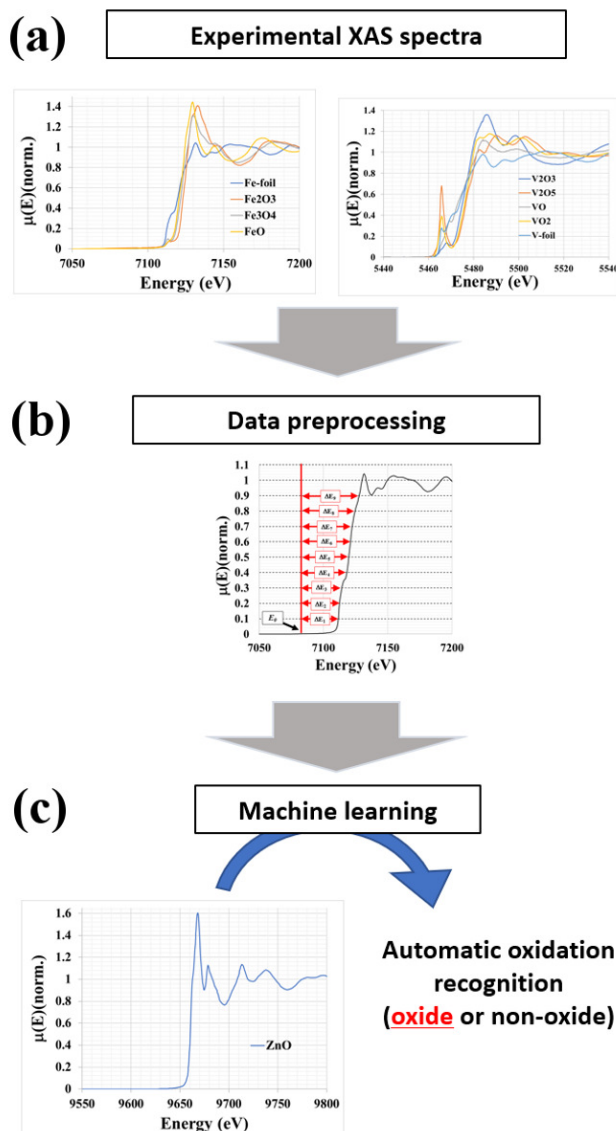 (a)
Experimental XAS spectra
μ(E)(norm.)
1.4
1.2
1
0.8
0.6
0.4
0.2
0
Fe-foil
Fe2O3
Fe3O4
FeO
7050
7100
7150
7200
Energy (eV)
μ(E)(norm.)
1.4
1.2
1
0.8
0.6
0.4
0.2
0
V2O3
V2O5
VO
VO2
V-foil
5440
5460
5480
5500
5520
5540
Energy (eV)
(b)
Data preprocessing
μ(E)(norm.)
1.1
1
0.9
0.8
0.7
0.6
0.5
0.4
0.3
0.2
0.1
0
ΔE₉
ΔE₈
ΔE₇
ΔE₆
ΔE₅
ΔE₄
ΔE₃
ΔE₂
ΔE₁
7050
7100
7150
7200
Energy (eV)
(c)
Machine learning
μ(E)(norm.)
1.6
1.4
1.2
1
0.8
0.6
0.4
0.2
0
ZnO
9550
9600
9650
9700
9750
9800
Energy (eV)
Automatic oxidation
recognition
(oxide or non-oxide)